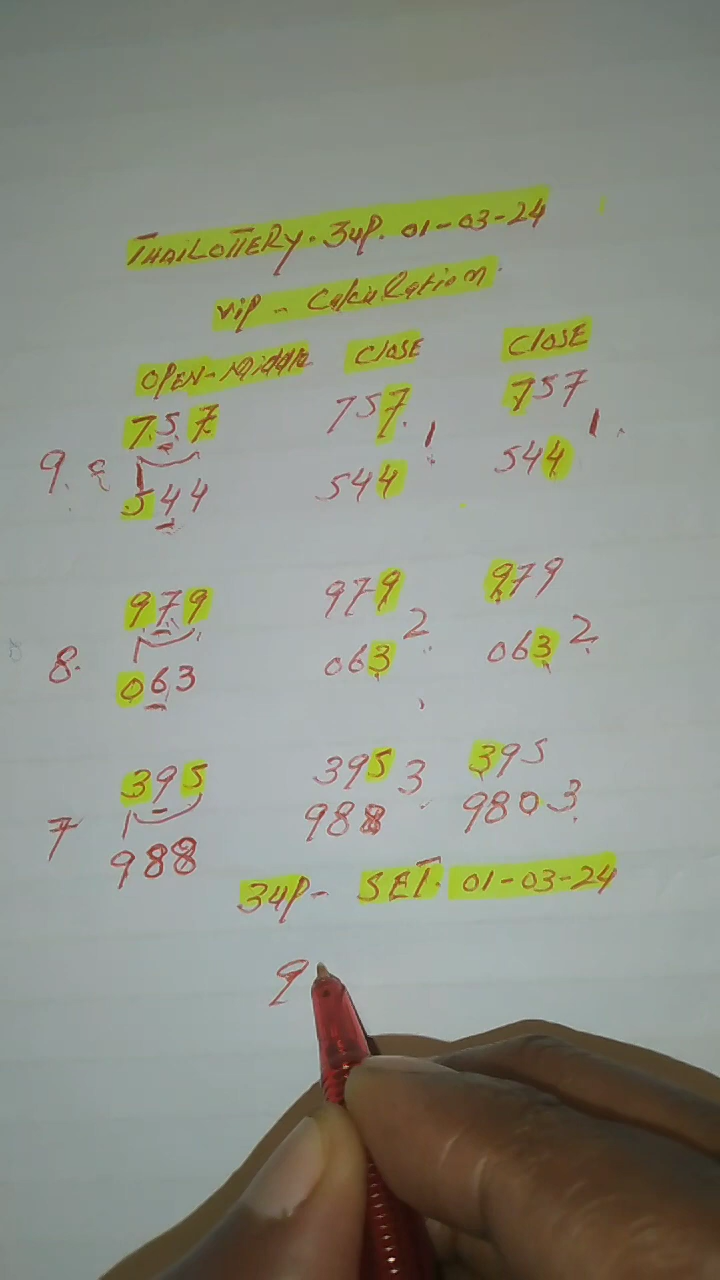 THAILOTTERY. 3UP. 01-03-24
VIP - Calculation.
OPEN-Middle CLOSE CLOSE
757 757 757
9. 1 1.
544 544 544
979 979 979
8. 2 2
063 063 063
395 395 3 395
7 988 988 980 3
3UP- SET. 01-03-24
9